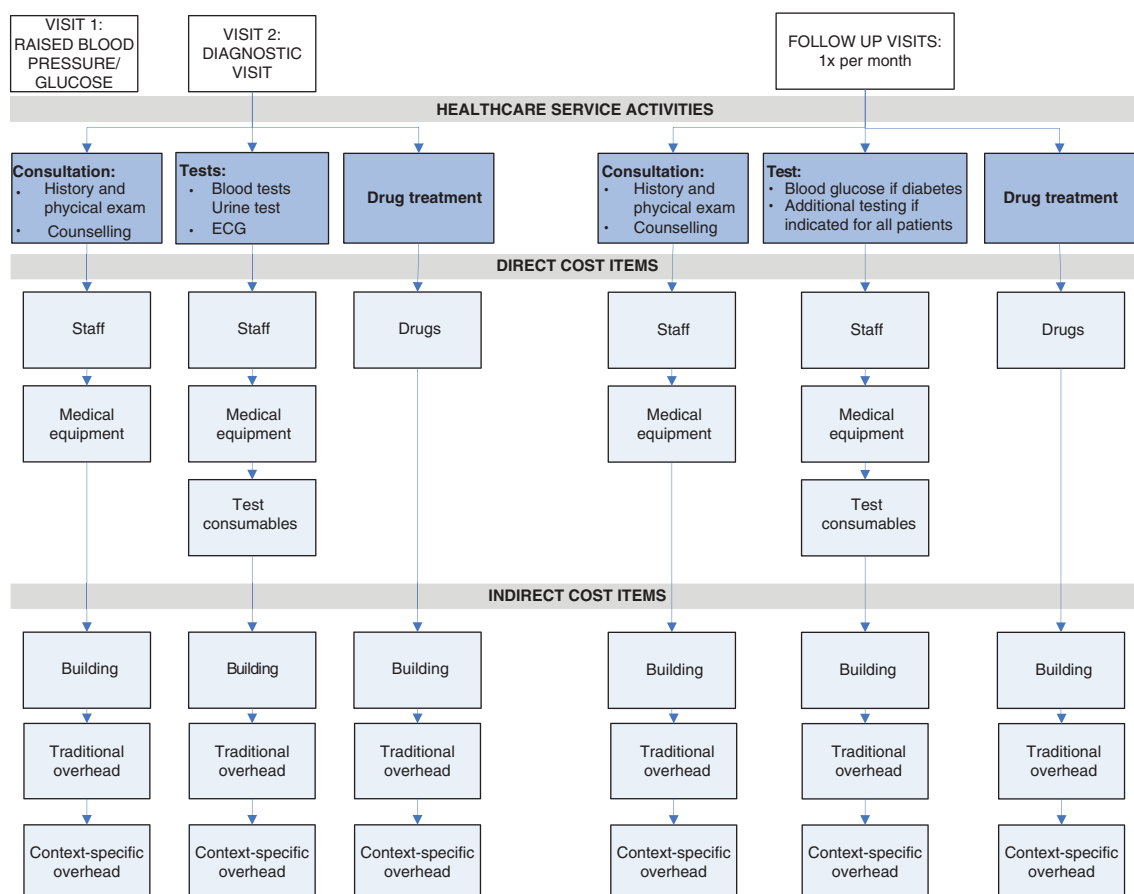 VISIT 1:
RAISED BLOOD
PRESSURE/
GLUCOSE
VISIT 2:
DIAGNOSTIC
VISIT
FOLLOW UP VISITS:
1x per month
HEALTHCARE SERVICE ACTIVITIES
Consultation:
• History and
phycical exam
• Counselling
Tests:
• Blood tests
Urine test
• ECG
Drug treatment
Consultation:
• History and
phycical exam
• Counselling
Test:
• Blood glucose if diabetes
• Additional testing if
indicated for all patients
Drug treatment
DIRECT COST ITEMS
Staff
Staff
Drugs
Staff
Staff
Drugs
Medical
equipment
Medical
equipment
Medical
equipment
Medical
equipment
Test
consumables
Test
consumables
INDIRECT COST ITEMS
Building
Building
Building
Building
Building
Building
Traditional
overhead
Traditional
overhead
Traditional
overhead
Traditional
overhead
Traditional
overhead
Traditional
overhead
Context-specific
overhead
Context-specific
overhead
Context-specific
overhead
Context-specific
overhead
Context-specific
overhead
Context-specific
overhead